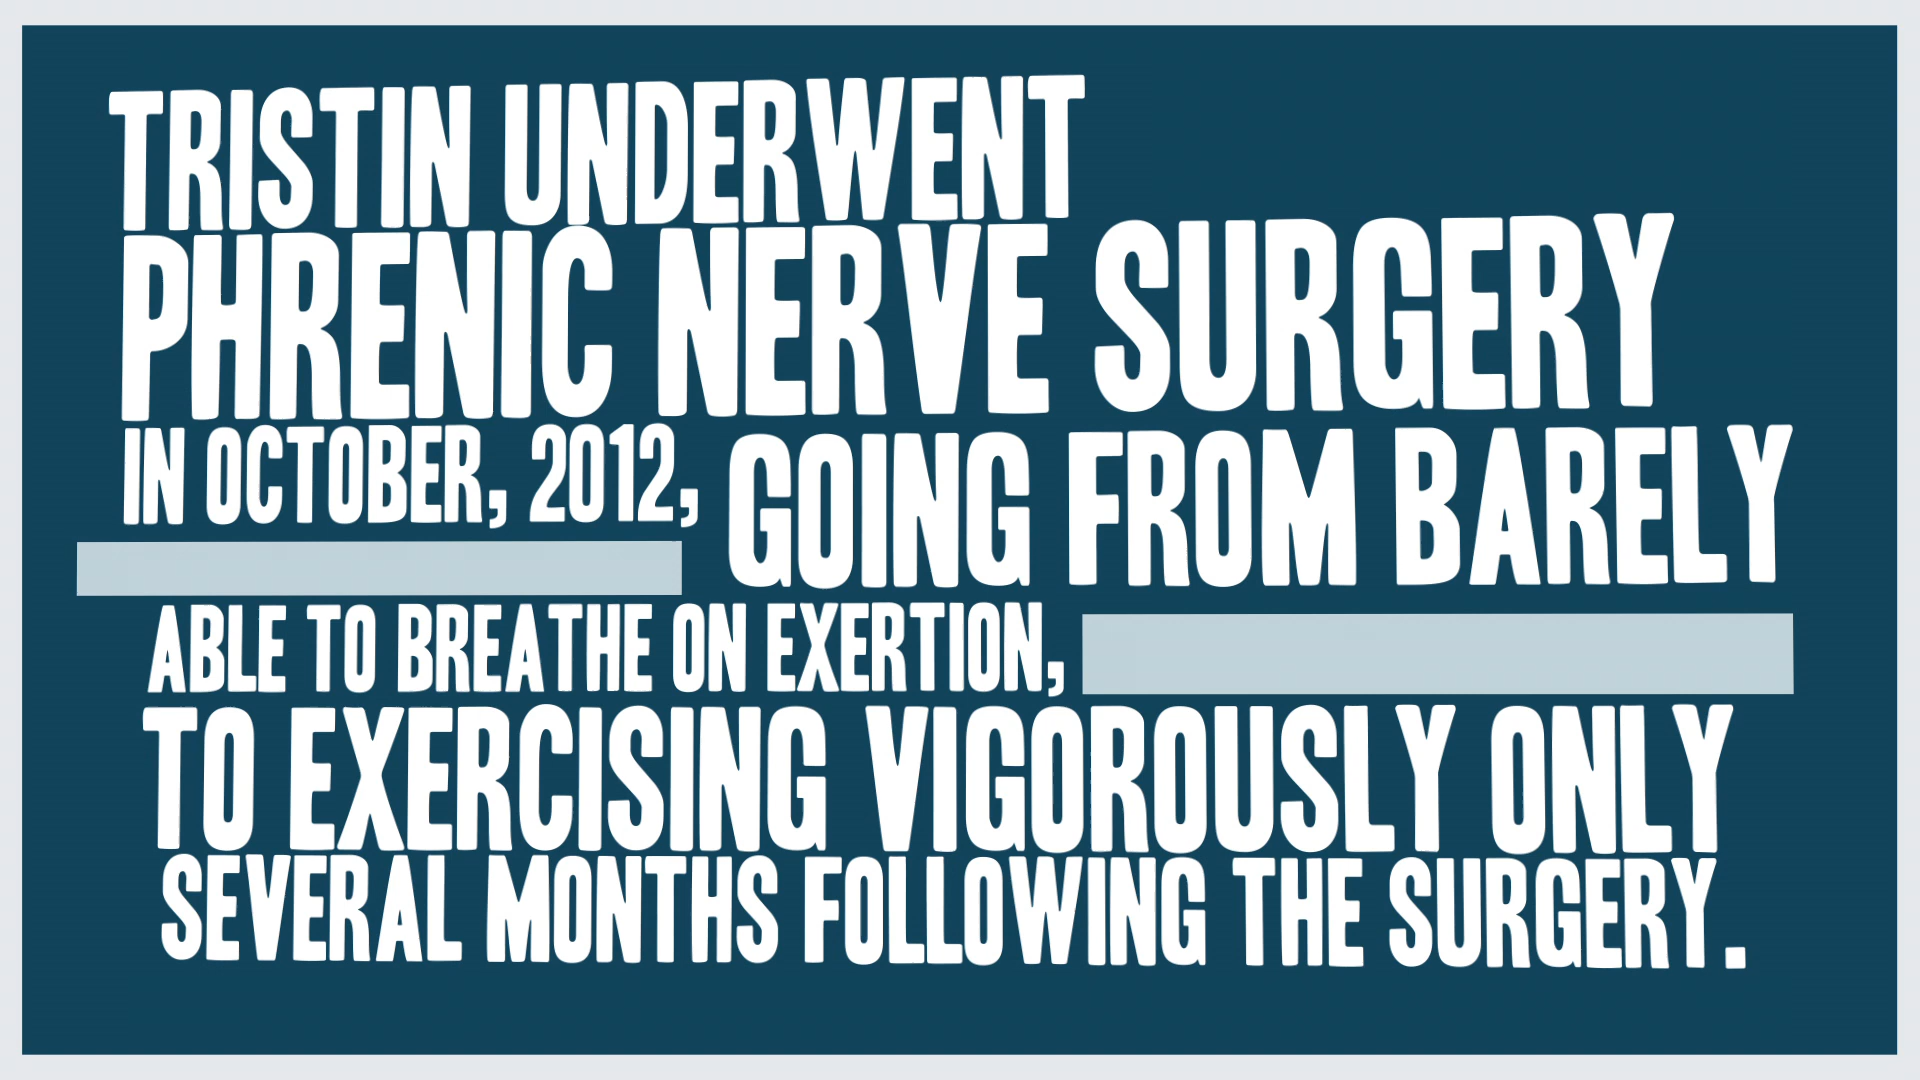 TRISTIN UNDERWENT
PHRENIC NERVE SURGERY
IN OCTOBER, 2012, GOING FROM BARELY
ABLE TO BREATHE ON EXERTION,
TO EXERCISING VIGOROUSLY ONLY
SEVERAL MONTHS FOLLOWING THE SURGERY.